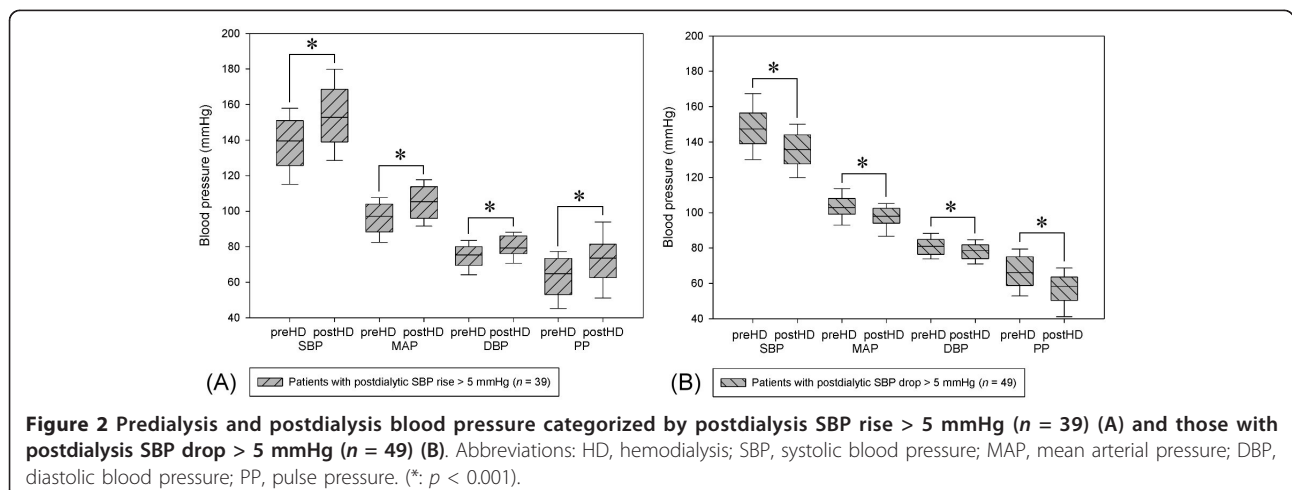 200
180
160
140
120
100
80
60
40
Blood pressure (mmHg)
* * * *
preHD postHD preHD postHD preHD postHD preHD postHD
SBP MAP DBP PP
(A) Patients with postdialytic SBP rise > 5 mmHg (n = 39)
200
180
160
140
120
100
80
60
40
Blood pressure (mmHg)
* * * *
preHD postHD preHD postHD preHD postHD preHD postHD
SBP MAP DBP PP
(B) Patients with postdialytic SBP drop > 5 mmHg (n = 49)
Figure 2 Predialysis and postdialysis blood pressure categorized by postdialysis SBP rise > 5 mmHg (n = 39) (A) and those with
postdialysis SBP drop > 5 mmHg (n = 49) (B). Abbreviations: HD, hemodialysis; SBP, systolic blood pressure; MAP, mean arterial pressure; DBP,
diastolic blood pressure; PP, pulse pressure. (*: p < 0.001).